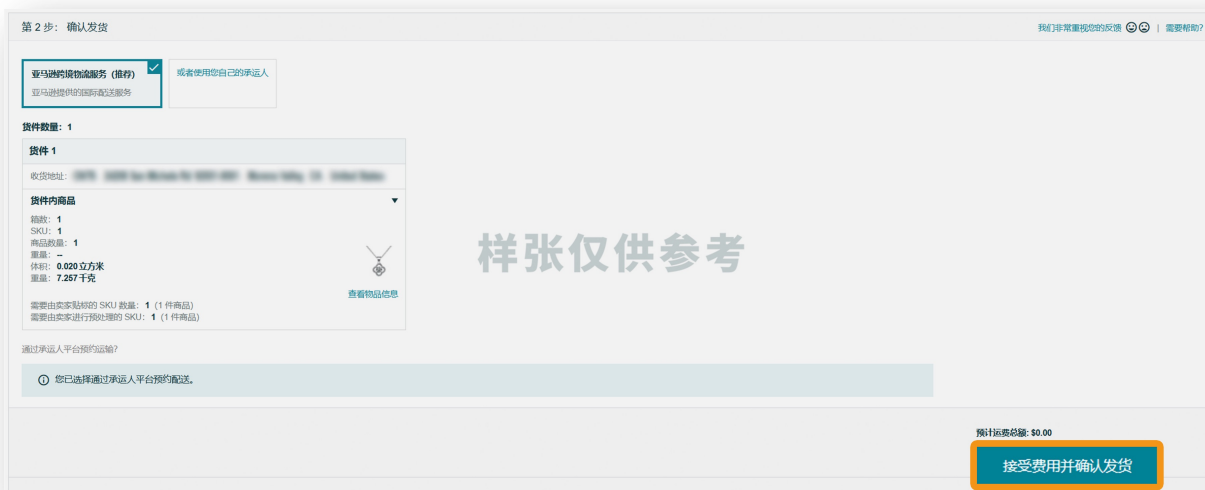 第 2 步： 确认发货
我们非常重视您的反馈 | 需要帮助?
亚马逊跨境物流服务（推荐）
亚马逊提供的国际配送服务
或者使用您自己的承运人
货件数量：1
货件 1
收货地址：
货件内商品
箱数：1
SKU：1
商品数量：1
重量：--
体积：0.020 立方米
重量：7.257 千克
查看物品信息
需要由卖家贴标的 SKU 数量：1（1 件商品）
需要由卖家进行预处理的 SKU：1（1 件商品）
样张仅供参考
通过承运人平台预约运输?
您已选择通过承运人平台预约配送。
预计运费总额: $0.00
接受费用并确认发货